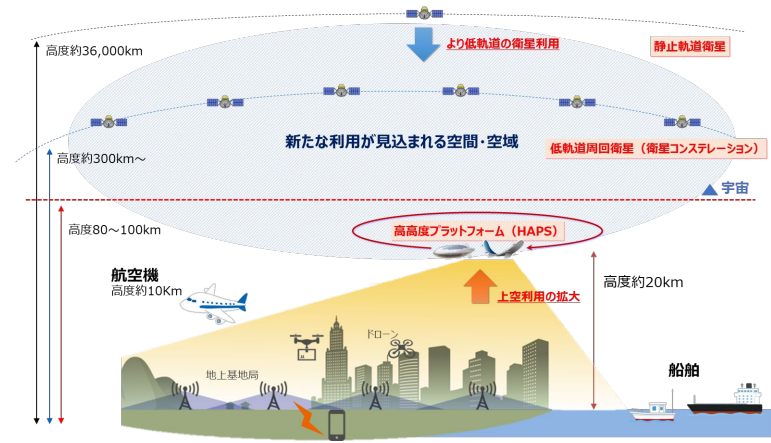 より低軌道の衛星利用
静止軌道衛星
高度約36,000km
新たな利用が見込まれる空間・空域
低軌道周回衛星（衛星コンステレーション）
高度約300km～
宇宙
高度80～100km
高高度プラットフォーム（HAPS）
航空機
高度約10Km
上空利用の拡大
高度約20km
ドローン
地上基地局
船舶